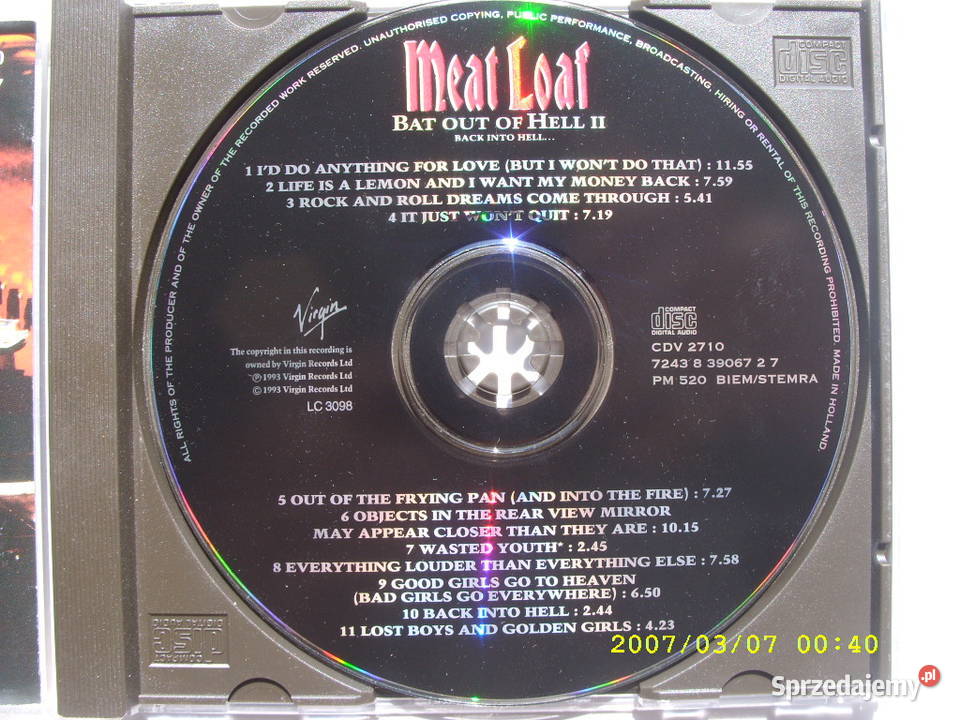 ALL RIGHTS OF THE PRODUCER AND OF THE OWNER OF THE RECORDED WORK RESERVED. UNAUTHORISED COPYING, PUBLIC PERFORMANCE, BROADCASTING, HIRING OR RENTAL OF THIS RECORDING PROHIBITED. MADE IN HOLLAND.
COMPACT
disc
DIGITAL AUDIO
Meat Loaf
BAT OUT OF HELL II
BACK INTO HELL...
1 I'D DO ANYTHING FOR LOVE (BUT I WON'T DO THAT) : 11.55
2 LIFE IS A LEMON AND I WANT MY MONEY BACK : 7.59
3 ROCK AND ROLL DREAMS COME THROUGH : 5.41
4 IT JUST WON'T QUIT : 7.19
Virgin
The copyright in this recording is
owned by Virgin Records Ltd
℗ 1993 Virgin Records Ltd
© 1993 Virgin Records Ltd
LC 3098
COMPACT
disc
DIGITAL AUDIO
CDV 2710
7243 8 39067 2 7
PM 520 BIEM/STEMRA
5 OUT OF THE FRYING PAN (AND INTO THE FIRE) : 7.27
6 OBJECTS IN THE REAR VIEW MIRROR
MAY APPEAR CLOSER THAN THEY ARE : 10.15
7 WASTED YOUTH* : 2.45
8 EVERYTHING LOUDER THAN EVERYTHING ELSE : 7.58
9 GOOD GIRLS GO TO HEAVEN
(BAD GIRLS GO EVERYWHERE) : 6.50
10 BACK INTO HELL : 2.44
11 LOST BOYS AND GOLDEN GIRLS : 4.23
COMPACT
disc
DIGITAL AUDIO
2007/03/07 00:40
Sprzedajemy.pl